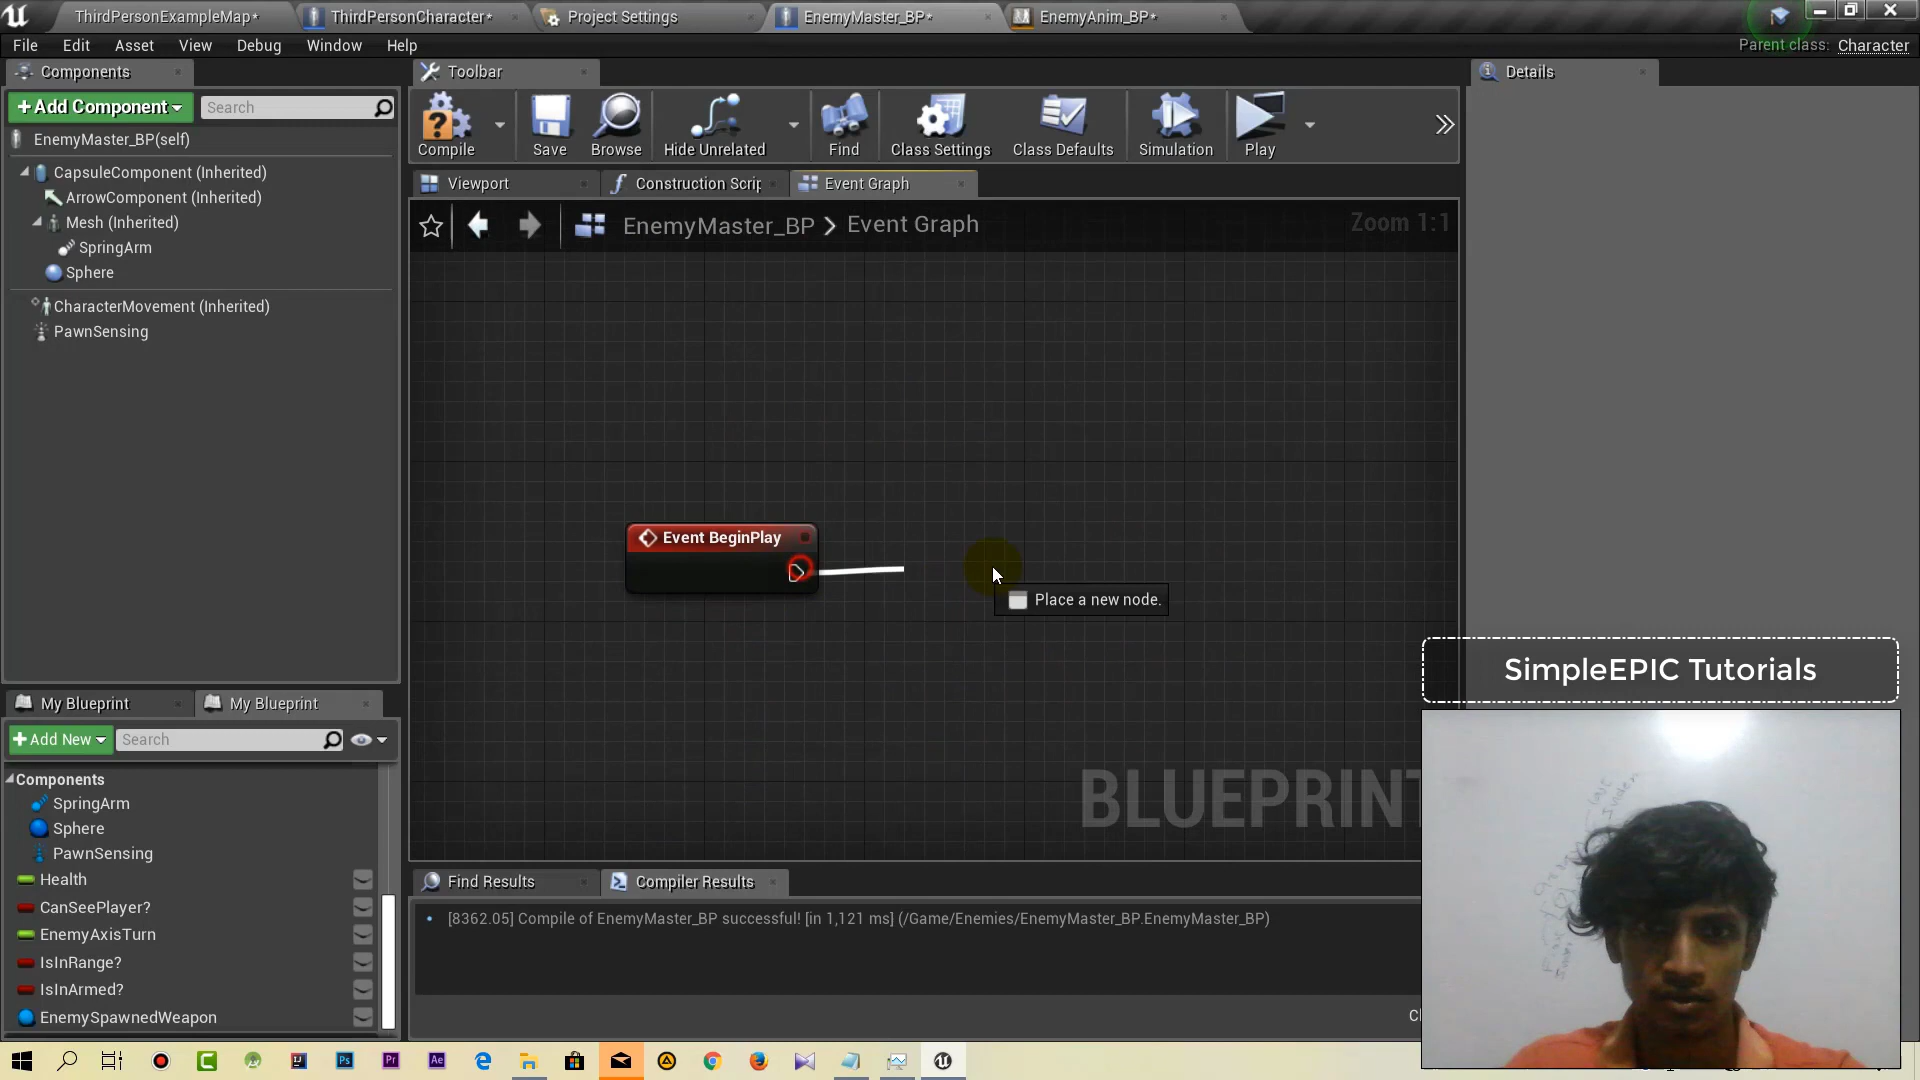 ThirdPersonExampleMap*
ThirdPersonCharacter*
Project Settings
EnemyMaster_BP*
EnemyAnim_BP*
File Edit Asset View Debug Window Help
Parent class: Character
Components
Toolbar
Details
+Add Component
Search
EnemyMaster_BP(self)
CapsuleComponent (Inherited)
ArrowComponent (Inherited)
Mesh (Inherited)
SpringArm
Sphere
CharacterMovement (Inherited)
PawnSensing
Compile
Save
Browse
Hide Unrelated
Find
Class Settings
Class Defaults
Simulation
Play
Viewport
Construction Scrip
Event Graph
EnemyMaster_BP > Event Graph
Zoom 1:1
Event BeginPlay
Place a new node.
BLUEPRINT
SimpleEPIC Tutorials
My Blueprint
My Blueprint
+Add New
Search
Components
SpringArm
Sphere
PawnSensing
Health
CanSeePlayer?
EnemyAxisTurn
IsInRange?
IsInArmed?
EnemySpawnedWeapon
Find Results
Compiler Results
[8362.05] Compile of EnemyMaster_BP successful! [in 1,121 ms] (/Game/Enemies/EnemyMaster_BP.EnemyMaster_BP)
Ps
Pr
Ae